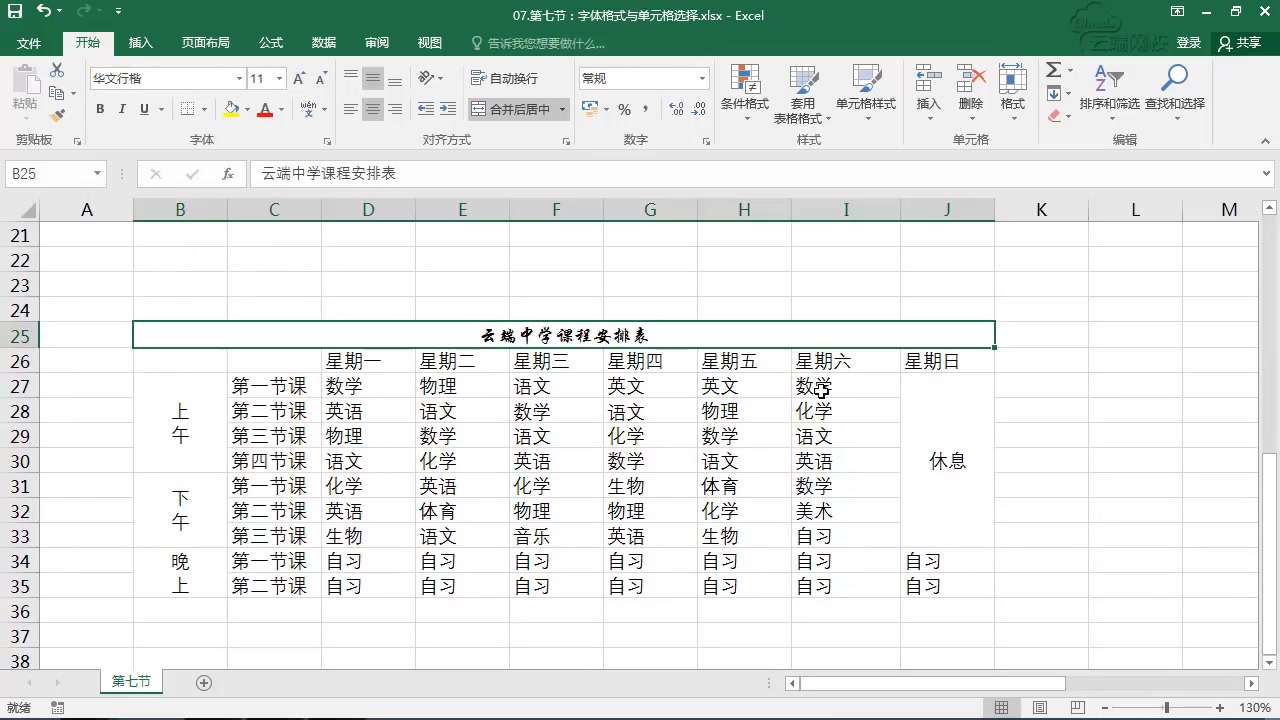 07.第七节：字体格式与单元格选择.xlsx - Excel
云端网校
文件 开始 插入 页面布局 公式 数据 审阅 视图 告诉我您想要做什么... 登录 共享
粘贴 华文行楷 11 A A 自动换行 常规 条件格式 套用 表格格式 单元格样式 插入 删除 格式 排序和筛选 查找和选择
B I U A wén 合并后居中 % ,
剪贴板 字体 对齐方式 数字 样式 单元格 编辑
B25 fx 云端中学课程安排表
A B C D E F G H I J K L M
21
22
23
24
25 云端中学课程安排表
26 星期一 星期二 星期三 星期四 星期五 星期六 星期日
27 第一节课 数学 物理 语文 英文 英文 数学
28 上午 第二节课 英语 语文 数学 语文 物理 化学
29 第三节课 物理 数学 语文 化学 数学 语文
30 第四节课 语文 化学 英语 数学 语文 英语 休息
31 下午 第一节课 化学 英语 化学 生物 体育 数学
32 第二节课 英语 体育 物理 物理 化学 美术
33 第三节课 生物 语文 音乐 英语 生物 自习
34 晚上 第一节课 自习 自习 自习 自习 自习 自习 自习
35 第二节课 自习 自习 自习 自习 自习 自习 自习
36
37
38
第七节
就绪 130%